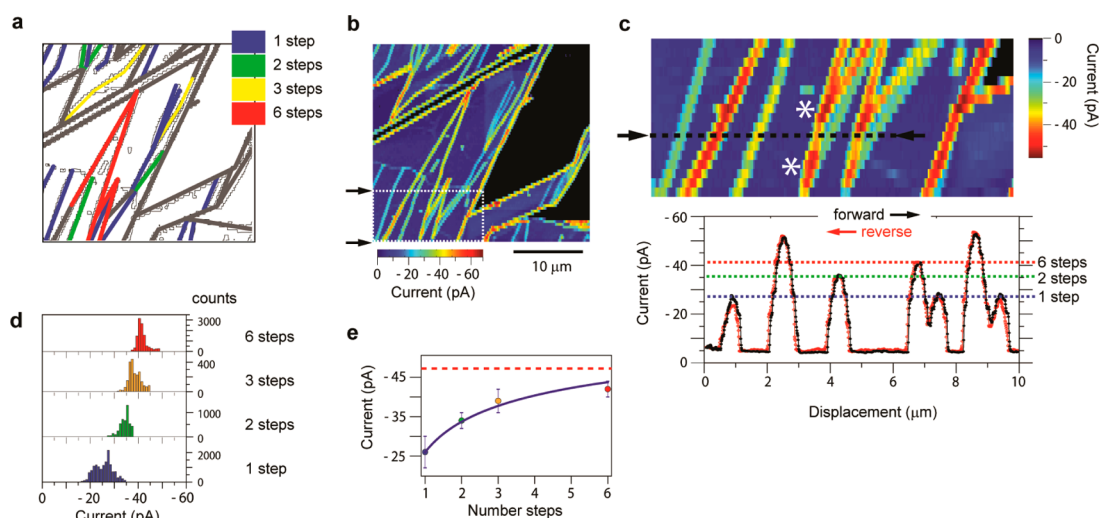 a
1 step
2 steps
3 steps
6 steps
b
0 - 20 - 40 - 60
Current (pA)
10 μm
c
0
- 20
- 40
Current (pA)
forward
reverse
- 60
- 40
- 20
0
Current (pA)
6 steps
2 steps
1 step
0 2 4 6 8 10
Displacement (μm)
d
counts
3000
0
6 steps
400
0
3 steps
1000
0
2 steps
2000
0
1 step
0 -20 -40 - 60
Current (pA)
e
- 45
- 35
- 25
Current (pA)
1 2 3 4 5 6
Number steps